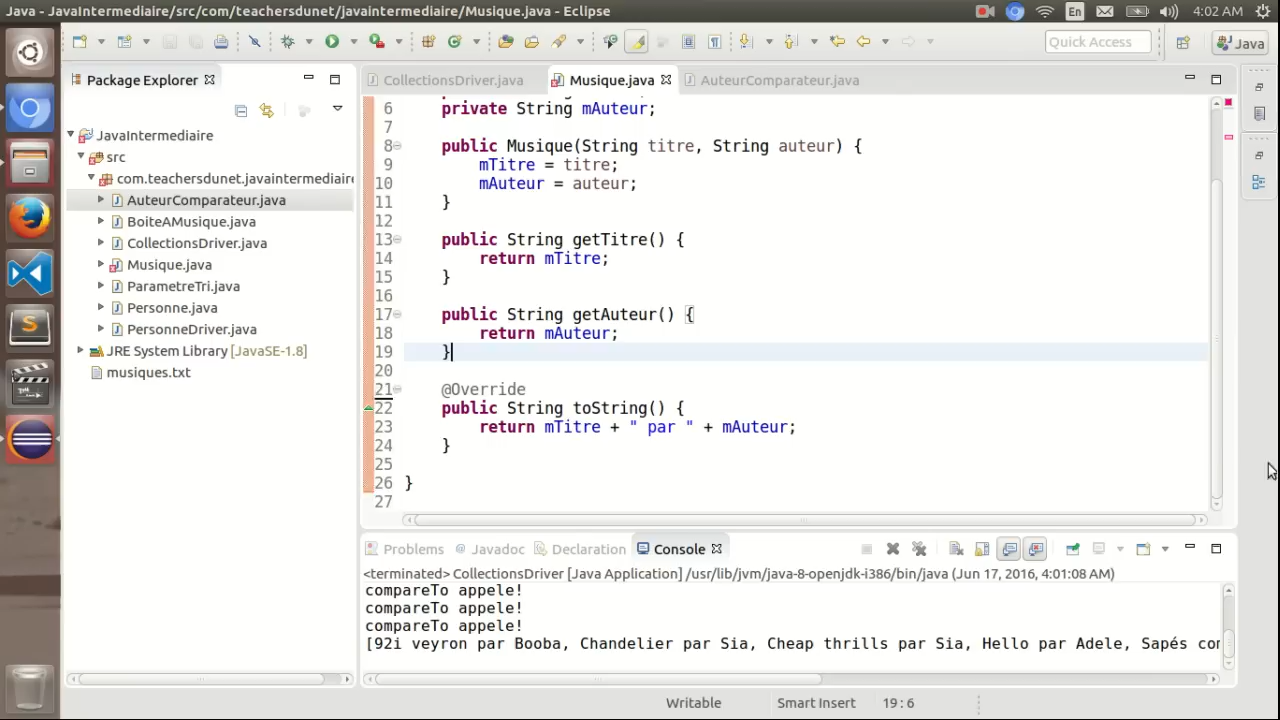 Java - JavaIntermediaire/src/com/teachersdunet/javaintermediaire/Musique.java - Eclipse
En
4:02 AM
Quick Access
Java
Package Explorer
JavaIntermediaire
src
com.teachersdunet.javaintermediaire
AuteurComparateur.java
BoiteAMusique.java
CollectionsDriver.java
Musique.java
ParametreTri.java
Personne.java
PersonneDriver.java
JRE System Library [JavaSE-1.8]
musiques.txt
CollectionsDriver.java
Musique.java
AuteurComparateur.java
6 private String mAuteur;
7
8 public Musique(String titre, String auteur) {
9 mTitre = titre;
10 mAuteur = auteur;
11 }
12
13 public String getTitre() {
14 return mTitre;
15 }
16
17 public String getAuteur() {
18 return mAuteur;
19 }
20
21 @Override
22 public String toString() {
23 return mTitre + " par " + mAuteur;
24 }
25
26 }
27
Problems
@ Javadoc
Declaration
Console
<terminated> CollectionsDriver [Java Application] /usr/lib/jvm/java-8-openjdk-i386/bin/java (Jun 17, 2016, 4:01:08 AM)
compareTo appele!
compareTo appele!
compareTo appele!
[92i veyron par Booba, Chandelier par Sia, Cheap thrills par Sia, Hello par Adele, Sapés con
Writable
Smart Insert
19 : 6